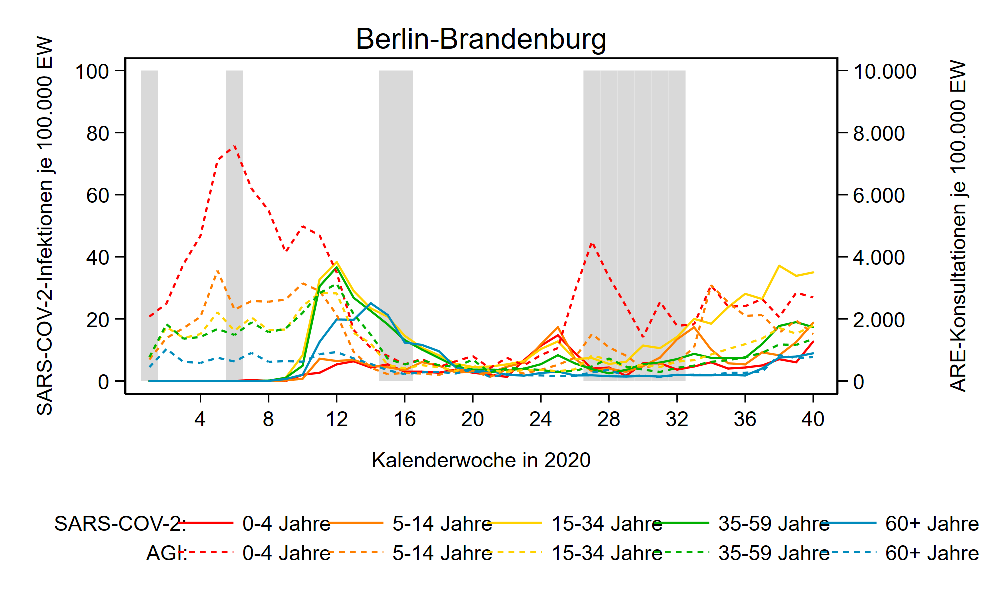 Berlin-Brandenburg
SARS-COV-2-Infektionen je 100.000 EW
100
80
60
40
20
0
10.000
8.000
6.000
4.000
2.000
0
ARE-Konsultationen je 100.000 EW
4 8 12 16 20 24 28 32 36 40
Kalenderwoche in 2020
SARS-COV-2: 0-4 Jahre 5-14 Jahre 15-34 Jahre 35-59 Jahre 60+ Jahre
AGI: 0-4 Jahre 5-14 Jahre 15-34 Jahre 35-59 Jahre 60+ Jahre